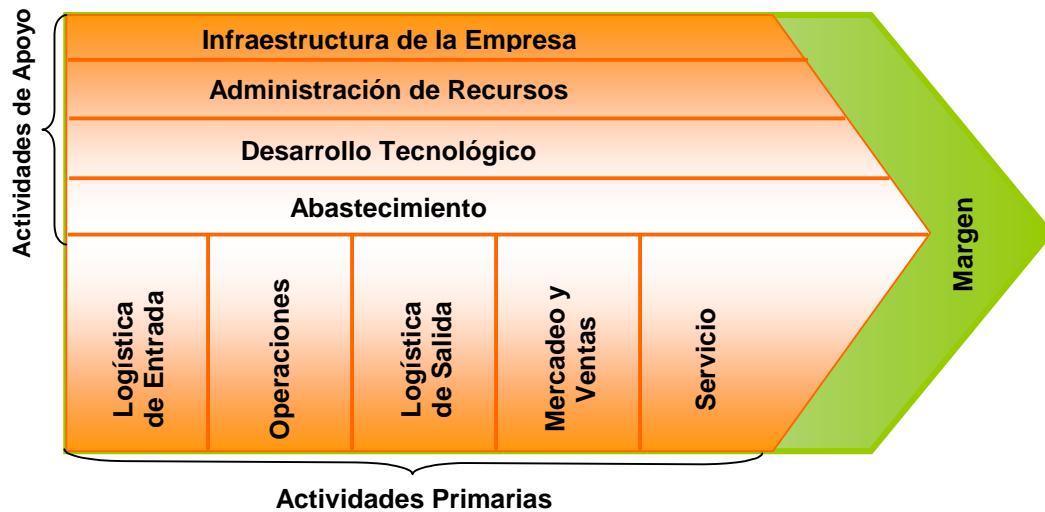 Actividades de Apoyo
Infraestructura de la Empresa
Administración de Recursos
Desarrollo Tecnológico
Abastecimiento
Logística
de Entrada
Operaciones
Logística
de Salida
Mercadeo y
Ventas
Servicio
Margen
Actividades Primarias